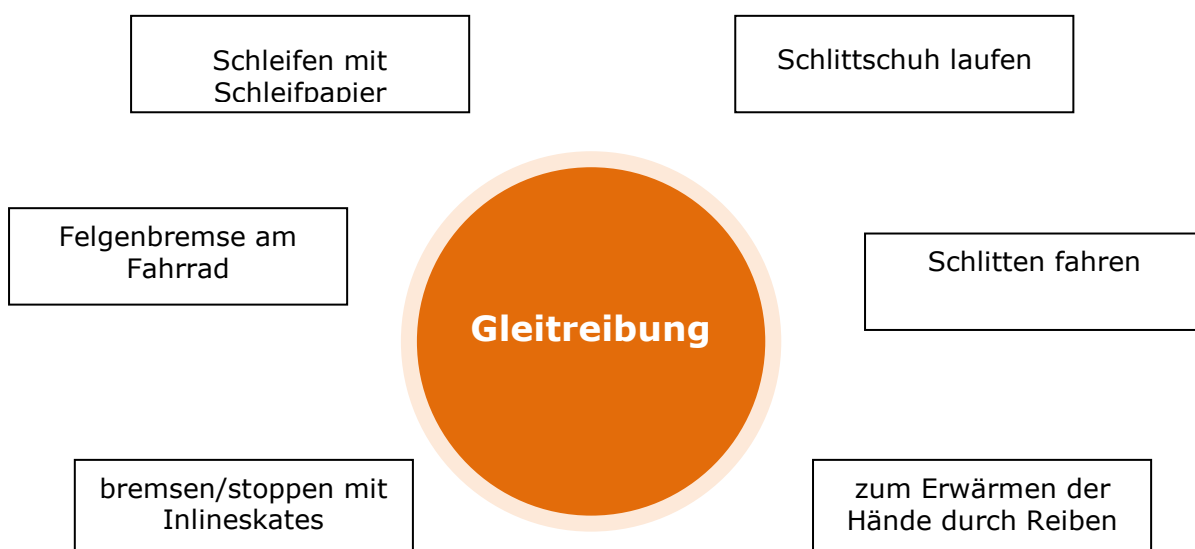 Schleifen mit
Schleifpapier
Schlittschuh laufen
Felgenbremse am
Fahrrad
Schlitten fahren
Gleitreibung
bremsen/stoppen mit
Inlineskates
zum Erwärmen der
Hände durch Reiben